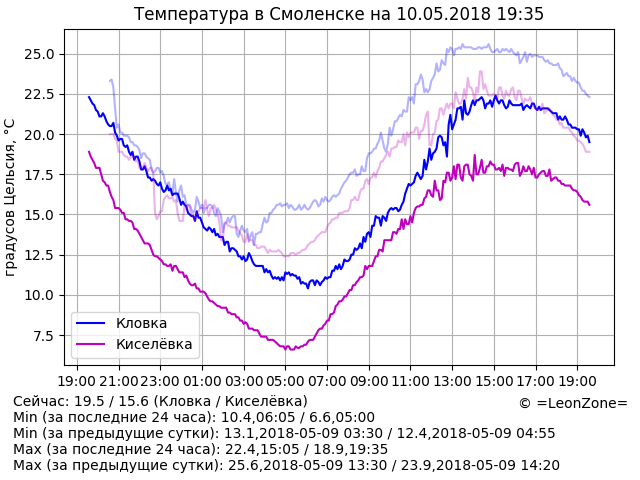 Температура в Смоленске на 10.05.2018 19:35
градусов Цельсия, °C
25.0
22.5
20.0
17.5
15.0
12.5
10.0
7.5
Кловка
Киселёвка
19:00 21:00 23:00 01:00 03:00 05:00 07:00 09:00 11:00 13:00 15:00 17:00 19:00
Сейчас: 19.5 / 15.6 (Кловка / Киселёвка)
© =LeonZone=
Min (за последние 24 часа): 10.4,06:05 / 6.6,05:00
Min (за предыдущие сутки): 13.1,2018-05-09 03:30 / 12.4,2018-05-09 04:55
Max (за последние 24 часа): 22.4,15:05 / 18.9,19:35
Max (за предыдущие сутки): 25.6,2018-05-09 13:30 / 23.9,2018-05-09 14:20